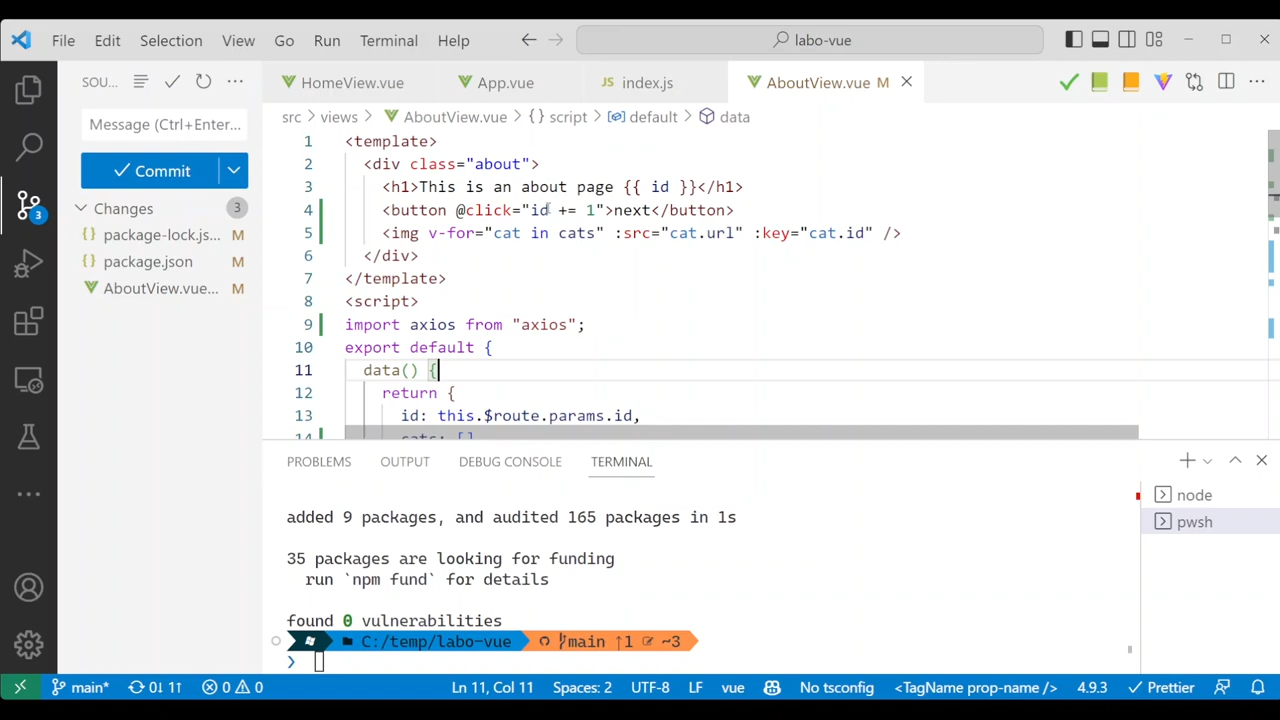 File Edit Selection View Go Run Terminal Help
labo-vue
SOU...
HomeView.vue
App.vue
JS index.js
AboutView.vue M
Message (Ctrl+Enter...
src > views > AboutView.vue > {} script > default > data
Commit
Changes 3
package-lock.js... M
package.json M
AboutView.vue... M
3
1 <template>
2 <div class="about">
3 <h1>This is an about page {{ id }}</h1>
4 <button @click="id += 1">next</button>
5 <img v-for="cat in cats" :src="cat.url" :key="cat.id" />
6 </div>
7 </template>
8 <script>
9 import axios from "axios";
10 export default {
11 data() {
12 return {
13 id: this.$route.params.id,
14 cats: []
PROBLEMS OUTPUT DEBUG CONSOLE TERMINAL
added 9 packages, and audited 165 packages in 1s
35 packages are looking for funding
run `npm fund` for details
found 0 vulnerabilities
C:/temp/labo-vue main ↑1 ~3
❯
node
pwsh
main* 0↓ 1↑ 0 0 Ln 11, Col 11 Spaces: 2 UTF-8 LF vue No tsconfig <TagName prop-name /> 4.9.3 Prettier